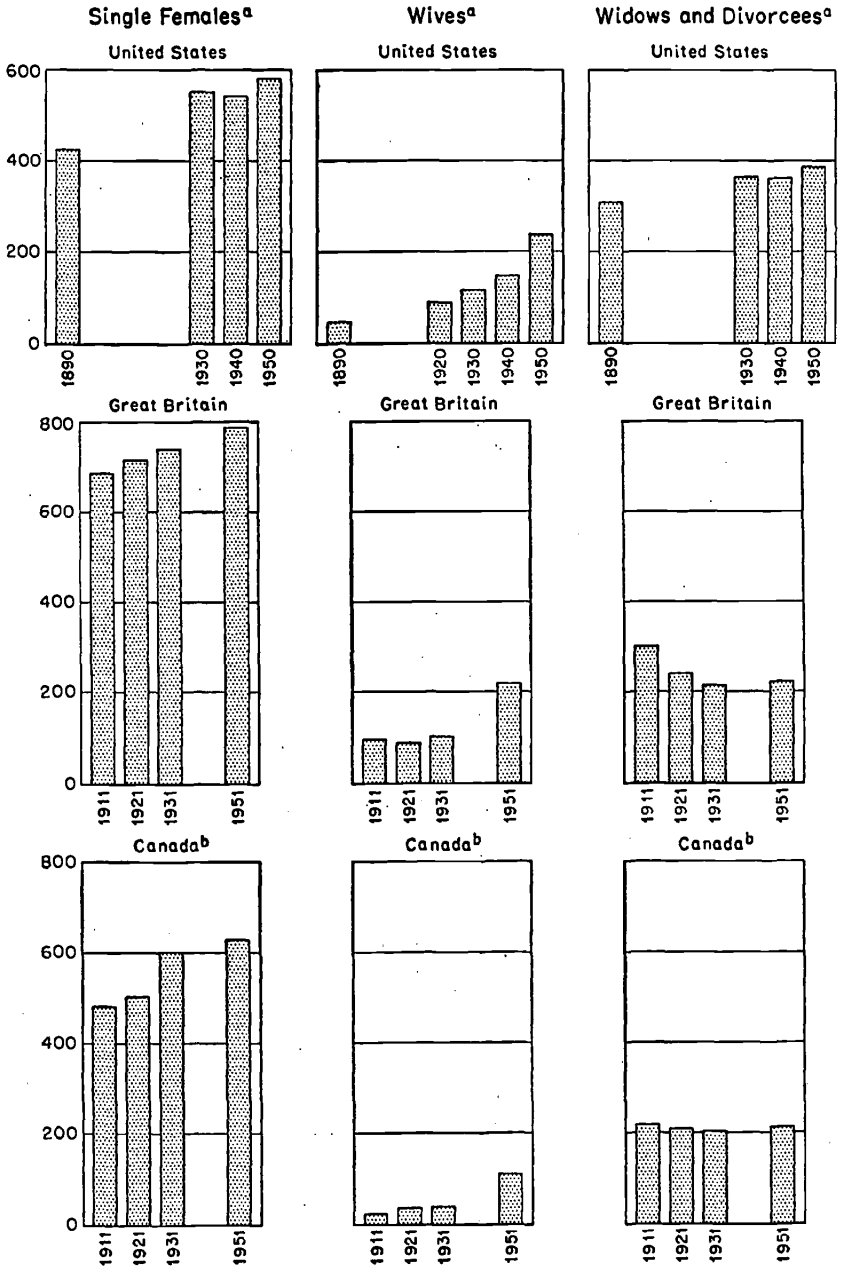 Single Femalesᵃ Wivesᵃ Widows and Divorceesᵃ
United States United States United States
600
400
200
0
1890 1930 1940 1950 1890 1920 1930 1940 1950 1890 1930 1940 1950
Great Britain Great Britain Great Britain
800
600
400
200
0
1911 1921 1931 1951 1911 1921 1931 1951 1911 1921 1931 1951
Canadaᵇ Canadaᵇ Canadaᵇ
800
600
400
200
0
1911 1921 1931 1951 1911 1921 1931 1951 1911 1921 1931 1951